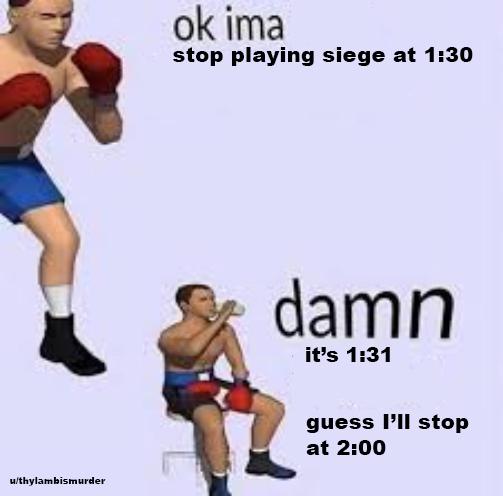 ok ima
stop playing siege at 1:30
damn
it's 1:31
guess I'll stop
at 2:00
u/thylambismurder